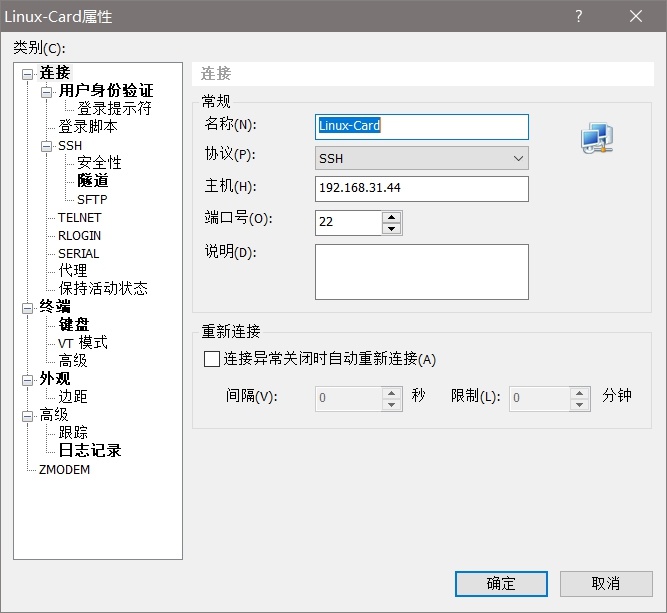 Linux-Card属性
?
类别(C):
连接
用户身份验证
登录提示符
登录脚本
SSH
安全性
隧道
SFTP
TELNET
RLOGIN
SERIAL
代理
保持活动状态
终端
键盘
VT 模式
高级
外观
边距
高级
跟踪
日志记录
ZMODEM
连接
常规
名称(N):
Linux-Card
协议(P):
SSH
主机(H):
192.168.31.44
端口号(O):
22
说明(D):
重新连接
连接异常关闭时自动重新连接(A)
间隔(V): 0 秒 限制(L): 0 分钟
确定 取消